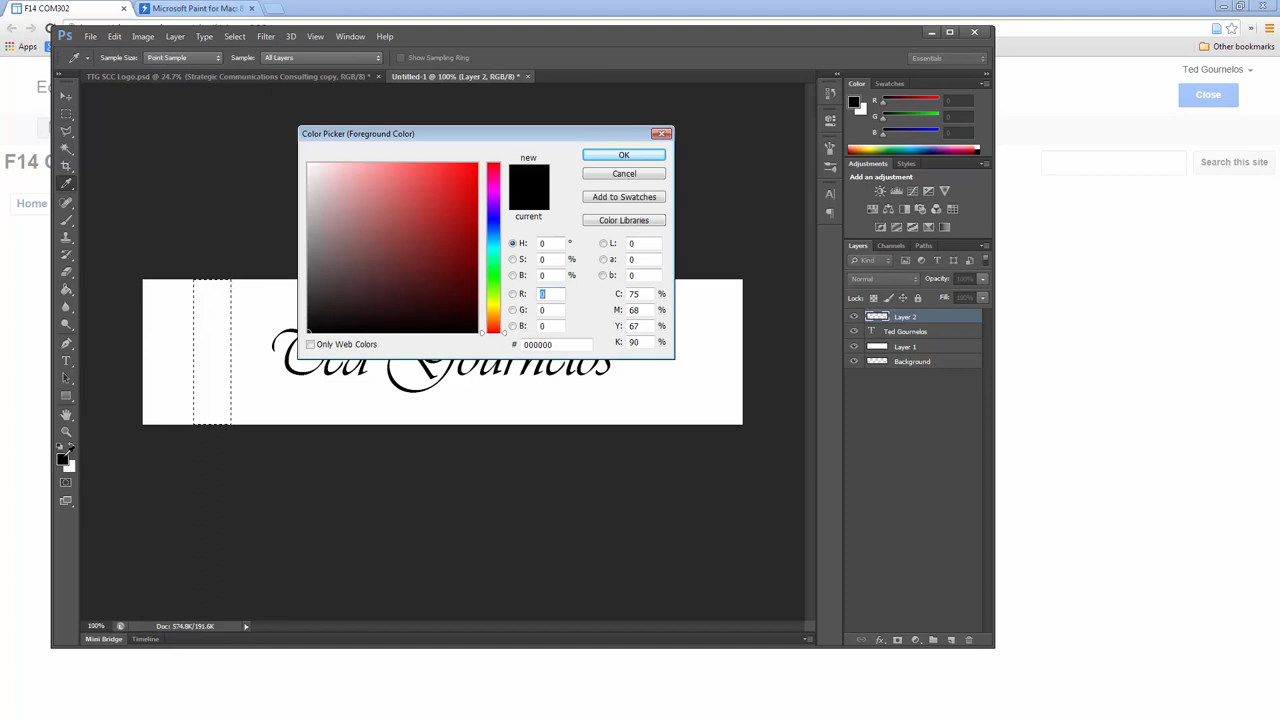 F14 COM302
Microsoft Paint for Mac:
Apps
Other bookmarks
Ps File Edit Image Layer Type Select Filter 3D View Window Help
Sample Size: Point Sample Sample: All Layers Show Sampling Ring Essentials
TTG SCC Logo.psd @ 24.7% (Strategic Communications Consulting copy, RGB/8) *
Untitled-1 @ 100% (Layer 2, RGB/8) *
Ted Gournelos
Close
F14 C
Search this site
Home
Color Picker (Foreground Color)
new
current
OK
Cancel
Add to Swatches
Color Libraries
H: 0 °
S: 0 %
B: 0 %
R: 0
G: 0
B: 0
# 000000
L: 0
a: 0
b: 0
C: 75 %
M: 68 %
Y: 67 %
K: 90 %
Only Web Colors
Ted Gournelos
Color Swatches
R 0
G 0
B 0
Adjustments Styles
Add an adjustment
Layers Channels Paths
Kind
Normal Opacity: 100%
Lock: Fill: 100%
Layer 2
T Ted Gournelos
Layer 1
Background
100% Doc: 574.8K/191.6K
Mini Bridge Timeline